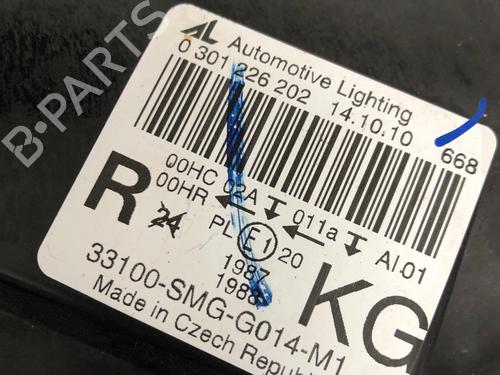 AL Automotive Lighting
0 301 226 202 14.10.10
668
00HC 02A 011a
00HR AI.01
R 24 PL E1 20
1987
1988
KG
33100-SMG-G014-M1
Made in Czech Republi
B-PARTS